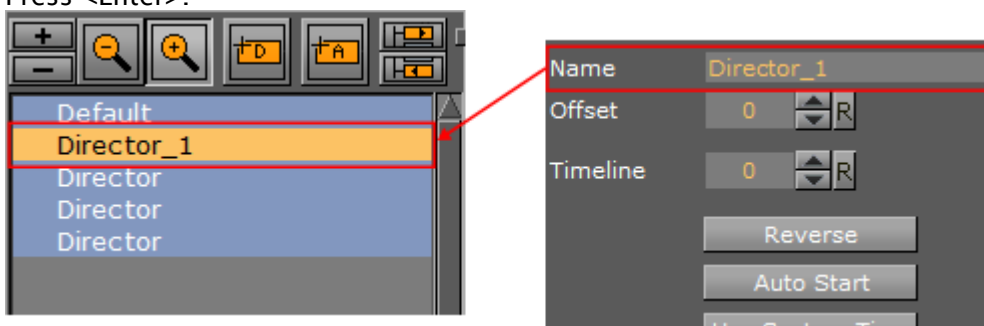 Press <Enter>.
+
-
D
A
Default
Director_1
Director
Director
Director
Name Director_1
Offset 0 R
Timeline 0 R
Reverse
Auto Start